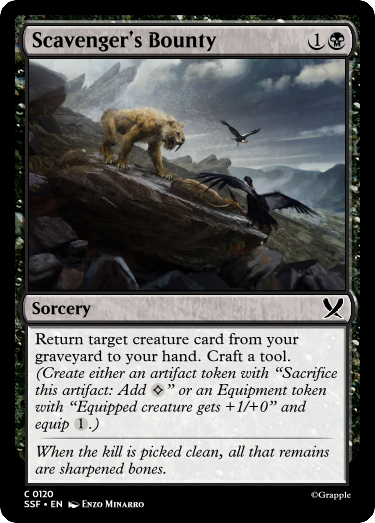 Scavenger's Bounty 1
Sorcery
Return target creature card from your
graveyard to your hand. Craft a tool.
(Create either an artifact token with “Sacrifice
this artifact: Add ” or an Equipment token
with “Equipped creature gets +1/+0” and
equip 1.)
When the kill is picked clean, all that remains
are sharpened bones.
C 0120
SSF • EN Enzo Minarro
©Grapple